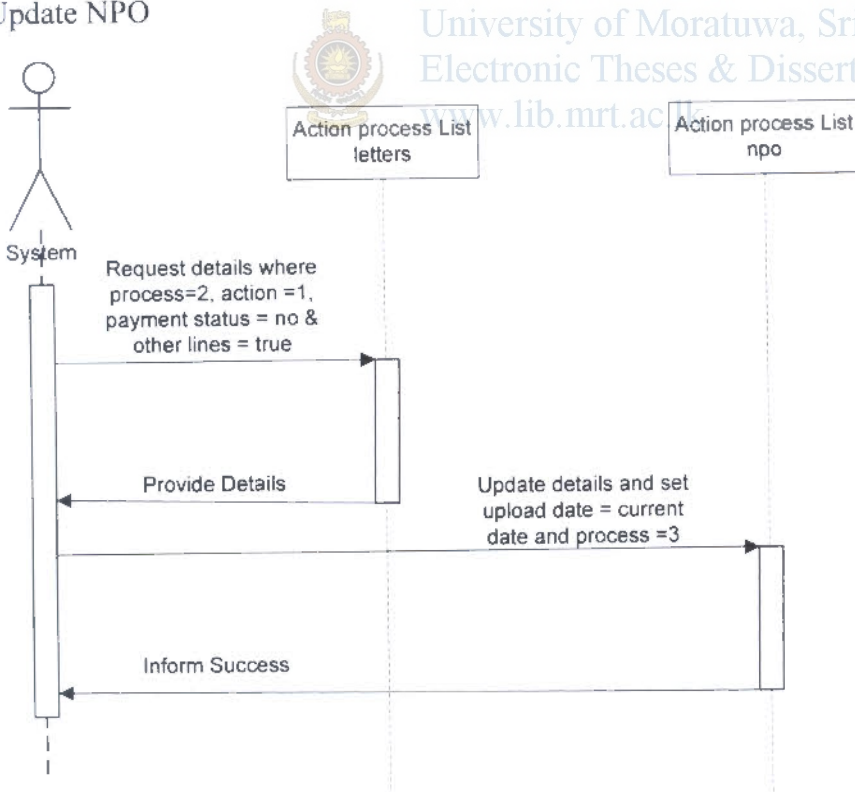 Update NPO
University of Moratuwa, Sri
Electronic Theses & Dissert
www.lib.mrt.ac.lk
Action process List
letters
Action process List
npo
System
Request details where
process=2, action =1,
payment status = no &
other lines = true
Provide Details
Update details and set
upload date = current
date and process =3
Inform Success